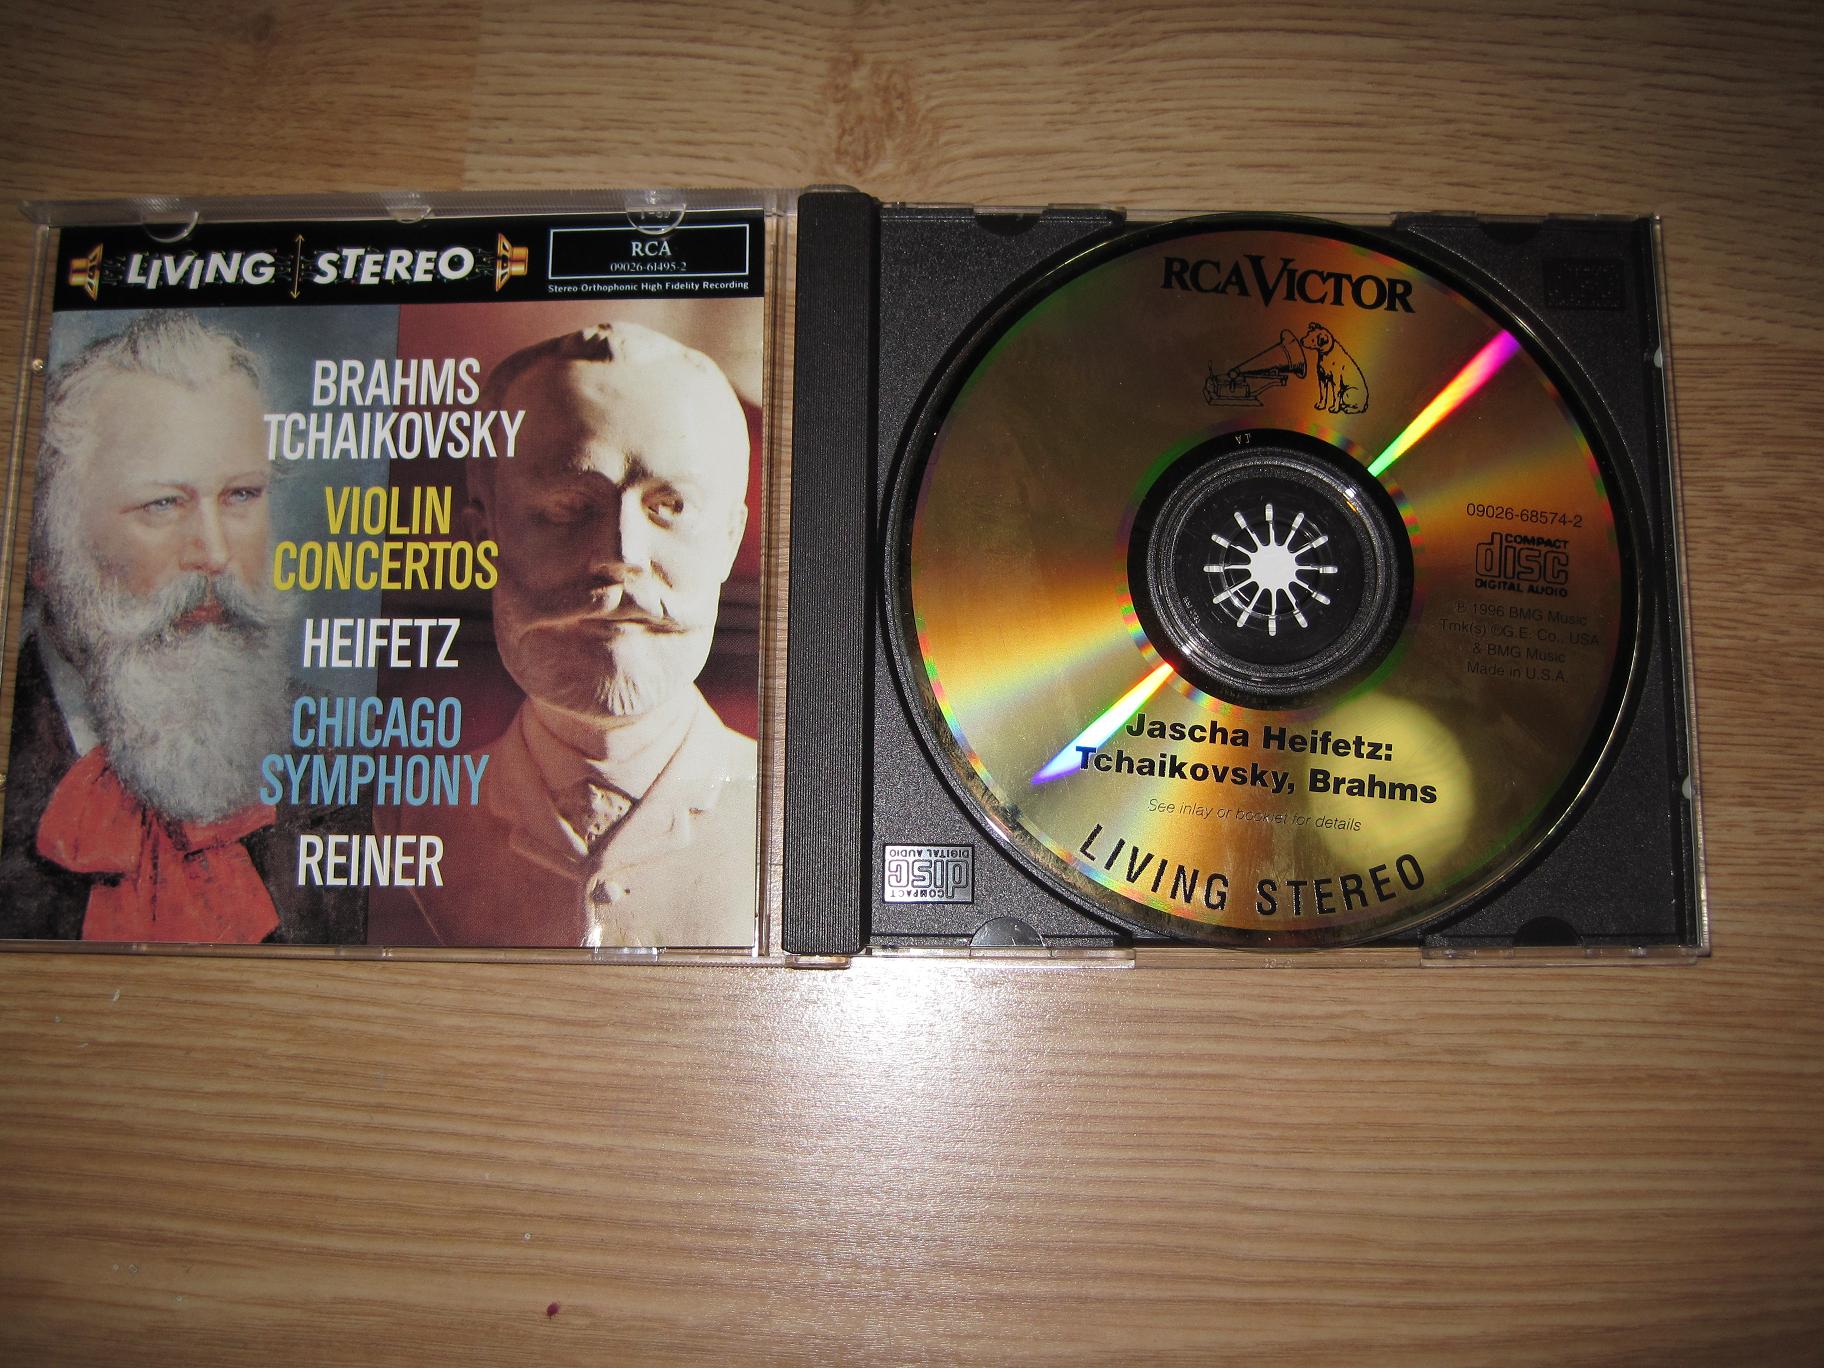 LIVING STEREO
RCA
09026-61495-2
Stereo-Orthophonic High Fidelity Recording
BRAHMS
TCHAIKOVSKY
VIOLIN
CONCERTOS
HEIFETZ
CHICAGO
SYMPHONY
REINER
RCA VICTOR
09026-68574-2
COMPACT
disc
DIGITAL AUDIO
℗ 1996 BMG Music
Tmk(s) ®G.E. Co., USA
& BMG Music
Made in U.S.A.
Jascha Heifetz:
Tchaikovsky, Brahms
See inlay or booklet for details
LIVING STEREO
COMPACT
disc
DIGITAL AUDIO